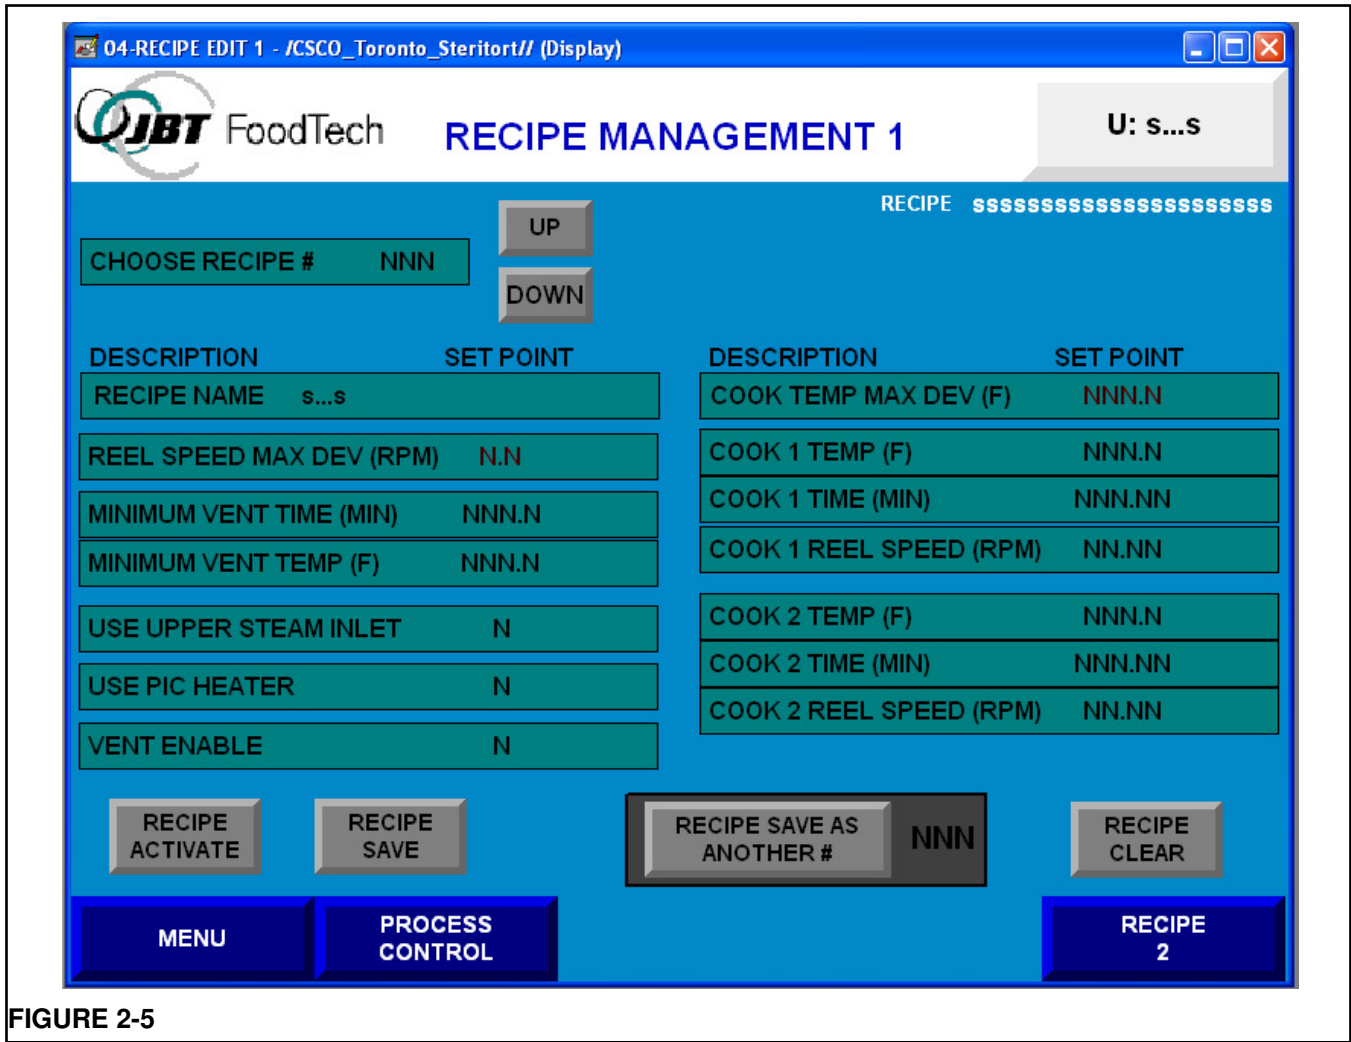 04-RECIPE EDIT 1 - /CSCO_Toronto_Steritort// (Display)
JBT FoodTech
RECIPE MANAGEMENT 1
U: s...s
RECIPE ssssssssssssssssssssss
CHOOSE RECIPE # NNN
UP
DOWN
DESCRIPTION SET POINT
RECIPE NAME s...s
REEL SPEED MAX DEV (RPM) N.N
MINIMUM VENT TIME (MIN) NNN.N
MINIMUM VENT TEMP (F) NNN.N
USE UPPER STEAM INLET N
USE PIC HEATER N
VENT ENABLE N
DESCRIPTION SET POINT
COOK TEMP MAX DEV (F) NNN.N
COOK 1 TEMP (F) NNN.N
COOK 1 TIME (MIN) NNN.NN
COOK 1 REEL SPEED (RPM) NN.NN
COOK 2 TEMP (F) NNN.N
COOK 2 TIME (MIN) NNN.NN
COOK 2 REEL SPEED (RPM) NN.NN
RECIPE
ACTIVATE
RECIPE
SAVE
RECIPE SAVE AS
ANOTHER #
NNN
RECIPE
CLEAR
MENU
PROCESS
CONTROL
RECIPE
2
FIGURE 2-5